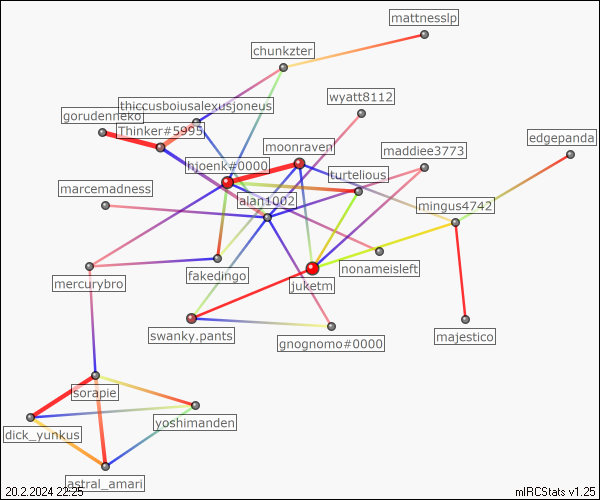 mattnesslp
chunkzter
wyatt8112
thiccusboiusalexusjoneus
gorudenneko
Thinker#5995
edgepanda
moonraven
maddiee3773
hjoenk#0000
turtelious
marcemadness
alan1002
mingus4742
fakedingo
nonameisleft
mercurybro
juketm
swanky.pants
gnognomo#0000
majestico
sorapie
yoshimanden
dick_yunkus
astral_amari
20.2.2024 22:25
mIRCStats v1.25